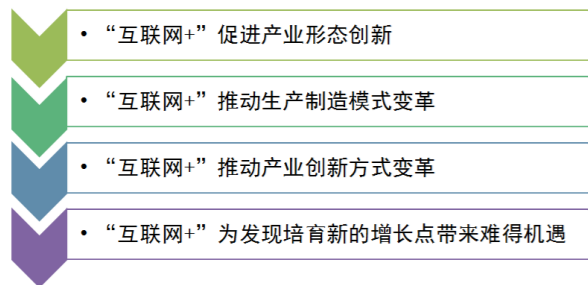 • “互联网+”促进产业形态创新
• “互联网+”推动生产制造模式变革
• “互联网+”推动产业创新方式变革
• “互联网+”为发现培育新的增长点带来难得机遇